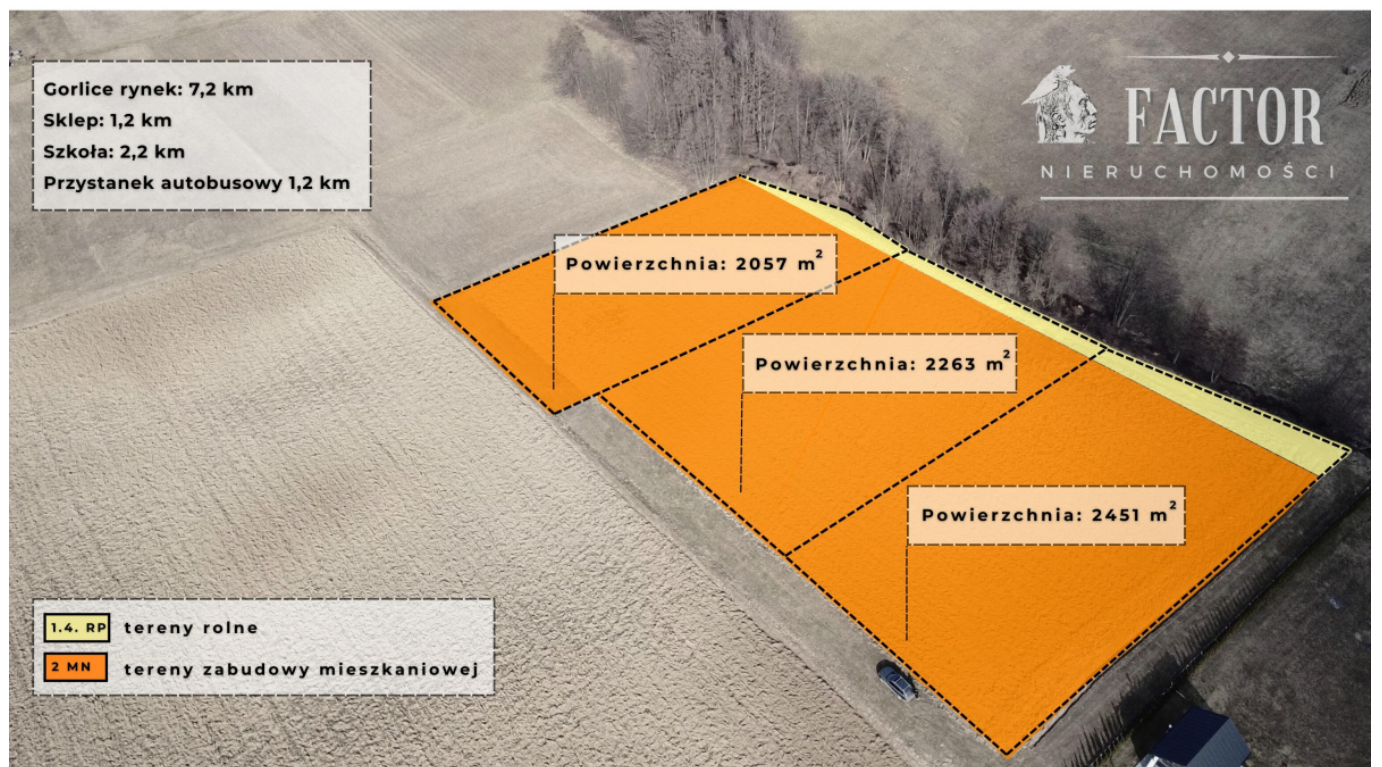 Gorlice rynek: 7,2 km
Sklep: 1,2 km
Szkoła: 2,2 km
Przystanek autobusowy 1,2 km
FACTOR
NIERUCHOMOŚCI
Powierzchnia: 2057 m²
Powierzchnia: 2263 m²
Powierzchnia: 2451 m²
1.4. RP tereny rolne
2 MN tereny zabudowy mieszkaniowej